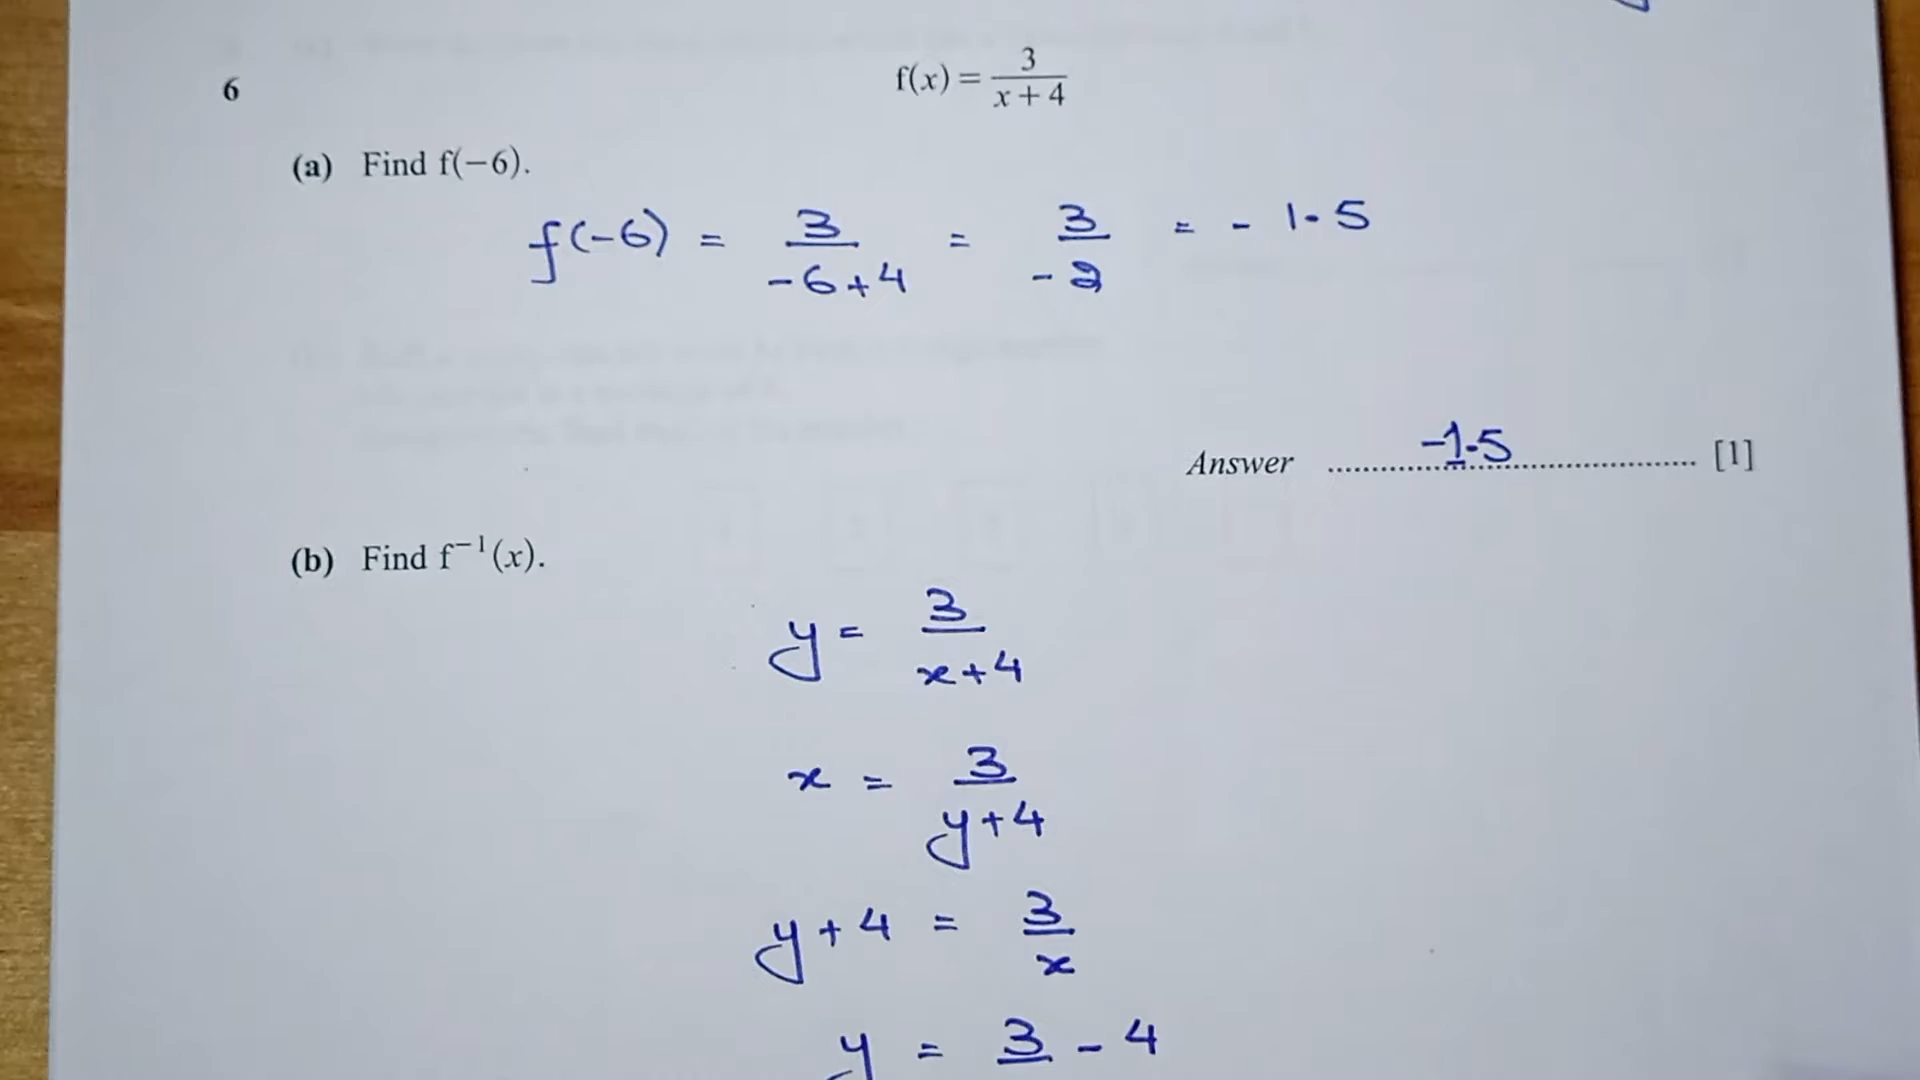 6 f(x) = 3/(x + 4)
(a) Find f(−6).
f(-6) = 3/(-6+4) = 3/-2 = - 1.5
Answer ........ -1.5 ........ [1]
(b) Find f⁻¹(x).
y = 3/(x+4)
x = 3/(y+4)
y + 4 = 3/x
y = 3 - 4